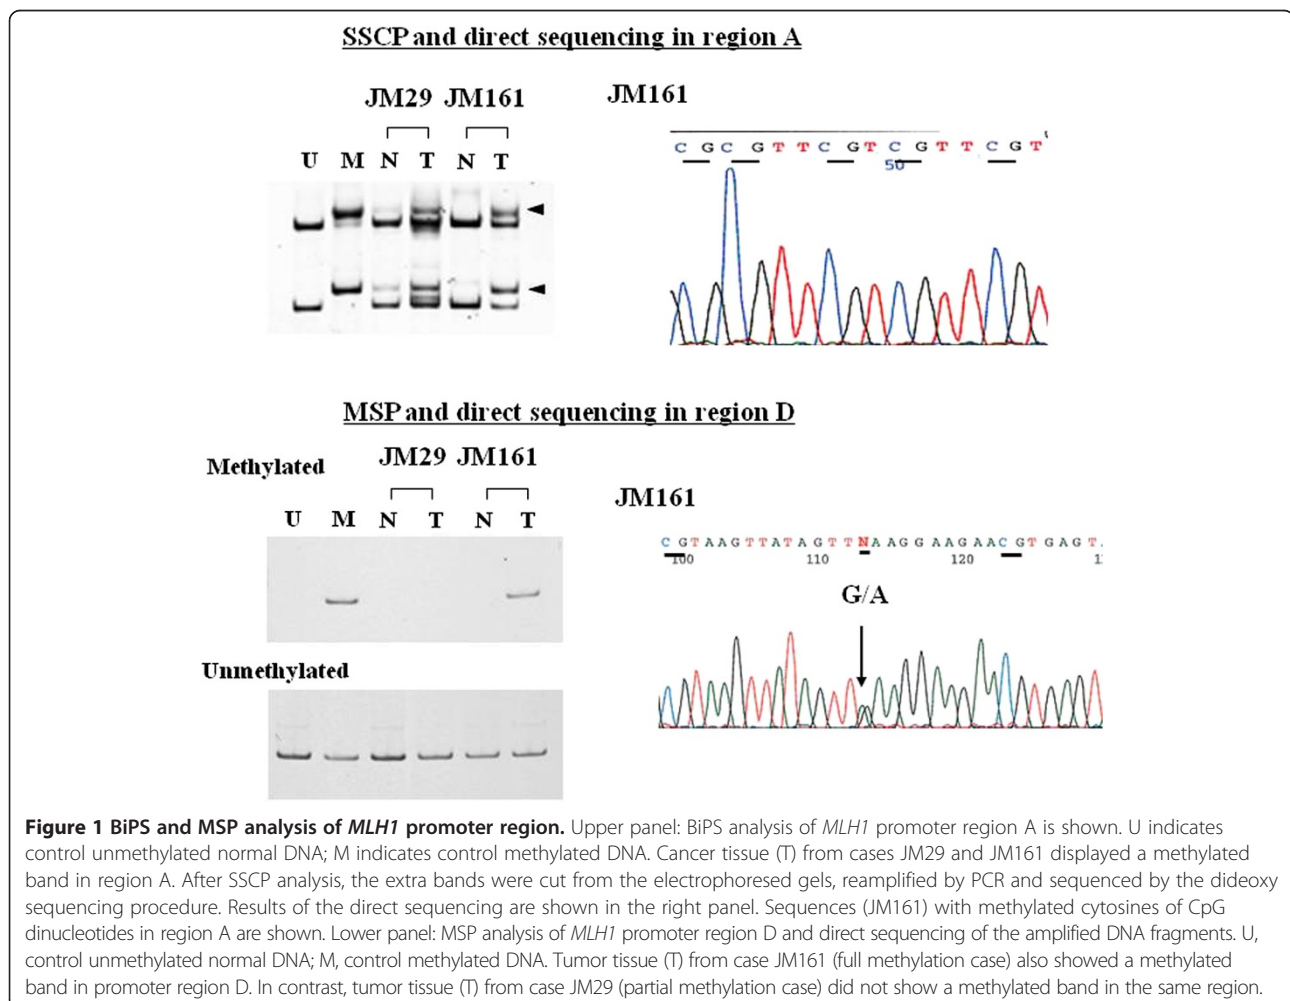 SSCP and direct sequencing in region A
JM29 JM161
U M N T N T
JM161
C G C G T T C G T C G T T C G T
50
MSP and direct sequencing in region D
Methylated
JM29 JM161
U M N T N T
JM161
C G T A A G T T A T A G T T N A A G G A A G A A C G T G A G T
100 110 120
G/A
Unmethylated
Figure 1 BiPS and MSP analysis of MLH1 promoter region. Upper panel: BiPS analysis of MLH1 promoter region A is shown. U indicates
control unmethylated normal DNA; M indicates control methylated DNA. Cancer tissue (T) from cases JM29 and JM161 displayed a methylated
band in region A. After SSCP analysis, the extra bands were cut from the electrophoresed gels, reamplified by PCR and sequenced by the dideoxy
sequencing procedure. Results of the direct sequencing are shown in the right panel. Sequences (JM161) with methylated cytosines of CpG
dinucleotides in region A are shown. Lower panel: MSP analysis of MLH1 promoter region D and direct sequencing of the amplified DNA fragments. U,
control unmethylated normal DNA; M, control methylated DNA. Tumor tissue (T) from case JM161 (full methylation case) also showed a methylated
band in promoter region D. In contrast, tumor tissue (T) from case JM29 (partial methylation case) did not show a methylated band in the same region.